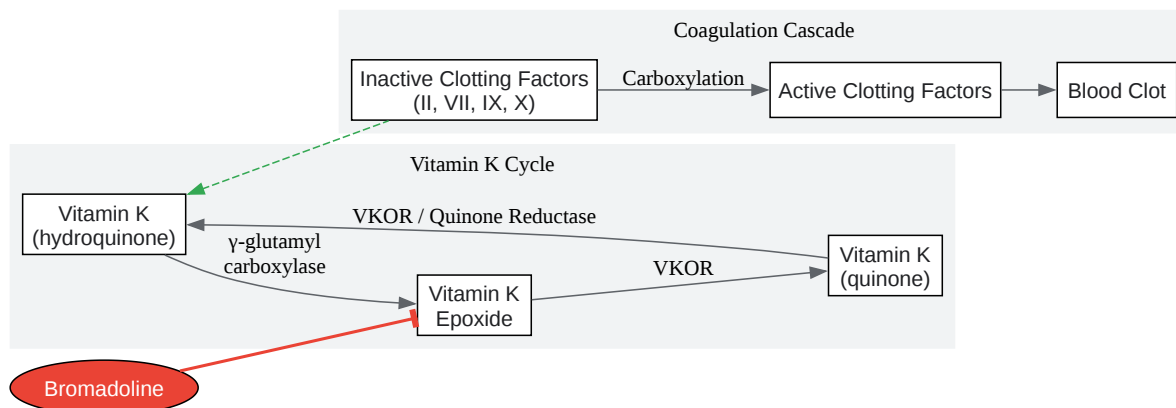 Coagulation Cascade
Inactive Clotting Factors
(II, VII, IX, X)
Carboxylation
Active Clotting Factors
Blood Clot
Vitamin K Cycle
Vitamin K
(hydroquinone)
VKOR / Quinone Reductase
γ-glutamyl
carboxylase
Vitamin K
Epoxide
VKOR
Vitamin K
(quinone)
Bromadoline